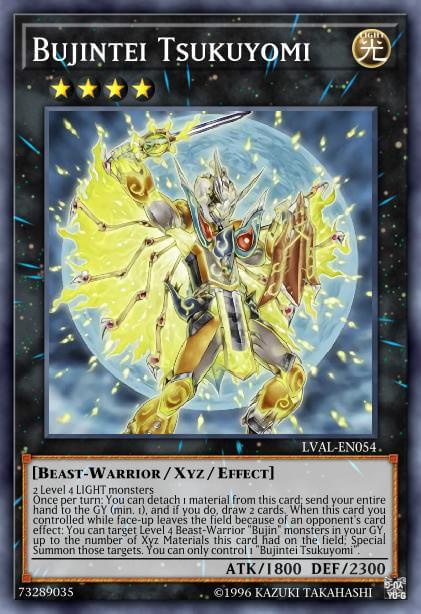 BUJINTEI TSUKUYOMI
LIGHT
光
LVAL-EN054
[BEAST-WARRIOR / XYZ / EFFECT]
2 Level 4 LIGHT monsters
Once per turn: You can detach 1 material from this card; send your entire
hand to the GY (min. 1), and if you do, draw 2 cards. When this card you
controlled while face-up leaves the field because of an opponent's card
effect: You can target Level 4 Beast-Warrior "Bujin" monsters in your GY,
up to the number of Xyz Materials this card had on the field; Special
Summon those targets. You can only control 1 "Bujintei Tsukuyomi".
ATK/1800 DEF/2300
73289035
©1996 KAZUKI TAKAHASHI